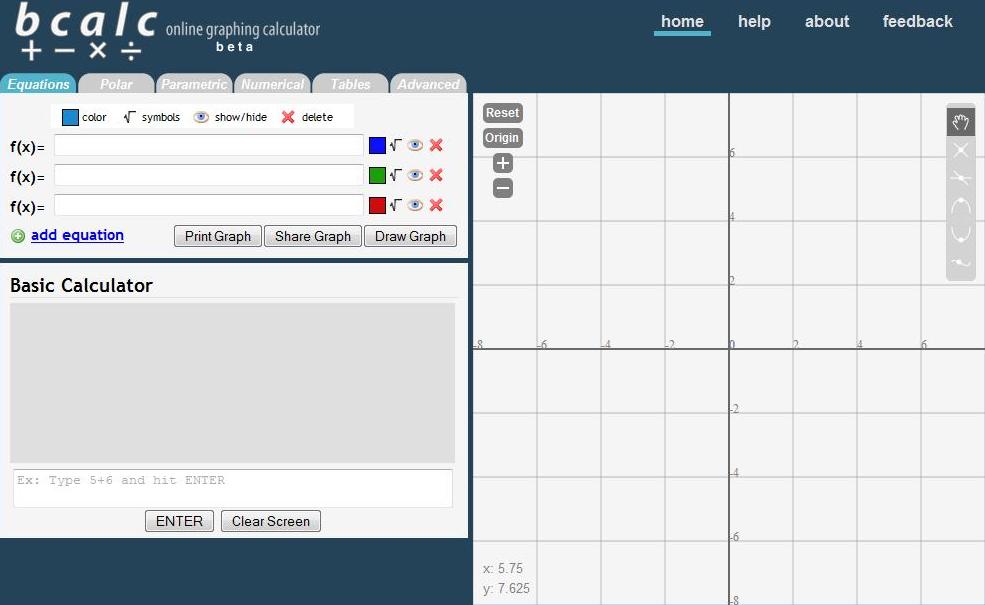 bcalc online graphing calculator
+ − × ÷ beta
home help about feedback
Equations Polar Parametric Numerical Tables Advanced
color √ symbols show/hide delete
f(x)= √
f(x)= √
f(x)= √
add equation Print Graph Share Graph Draw Graph
Basic Calculator
Ex: Type 5+6 and hit ENTER
ENTER Clear Screen
Reset
Origin
+
−
6
4
2
-8 -6 -4 -2 0 2 4 6
-2
-4
-6
-8
x: 5.75
y: 7.625